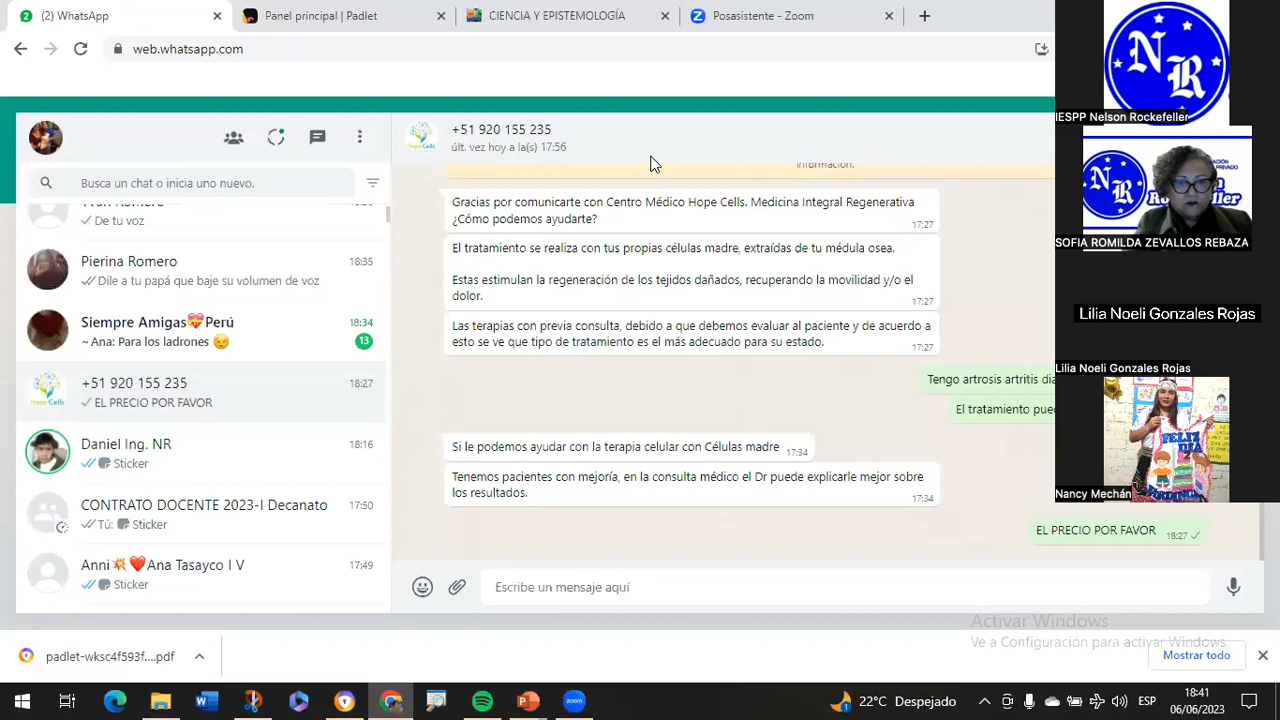 (2) WhatsApp
Panel principal | Padlet
CIENCIA Y EPISTEMOLOGÍA
Posasistente - Zoom
web.whatsapp.com
NR
IESPP Nelson Rockefeller
NR
SOFIA ROMILDA ZEVALLOS REBAZA
Lilia Noeli Gonzales Rojas
Lilia Noeli Gonzales Rojas
FELIZ
DIA
Nancy Mechán
Busca un chat o inicia uno nuevo.
De tu voz
Pierina Romero
18:35
Dile a tu papá que baje su volumen de voz
Siempre Amigas💝Perú
18:34
~ Ana: Para los ladrones 😉
13
+51 920 155 235
18:27
EL PRECIO POR FAVOR
Hope Cells
Daniel Ing. NR
18:16
Sticker
CONTRATO DOCENTE 2023-I Decanato
17:50
Tú: Sticker
Anni💥❤️Ana Tasayco I V
17:49
Sticker
+51 920 155 235
últ. vez hoy a la(s) 17:56
información.
Gracias por comunicarte con Centro Médico Hope Cells. Medicina Integral Regenerativa
¿Cómo podemos ayudarte?
17:27
El tratamiento se realiza con tus propias células madre, extraídas de tu médula osea.
Estas estimulan la regeneración de los tejidos dañados, recuperando la movilidad y/o el
dolor.
17:27
Las terapias con previa consulta, debido a que debemos evaluar al paciente y de acuerdo a
esto se ve que tipo de tratamiento es el más adecuado para su estado.
17:27
Tengo artrosis artritis dia
El tratamiento pue
Si le podemos ayudar con la terapia celular con Células madre
17:34
Tenemos pacientes con mejoría, en la consulta médico el Dr puede explicarle mejor sobre
los resultados.
17:34
EL PRECIO POR FAVOR
18:27
Escribe un mensaje aquí
Activar Windows
Ve a Configuración para activar Windows.
padlet-wksc4f593f....pdf
Mostrar todo
22°C Despejado
ESP
18:41
06/06/2023